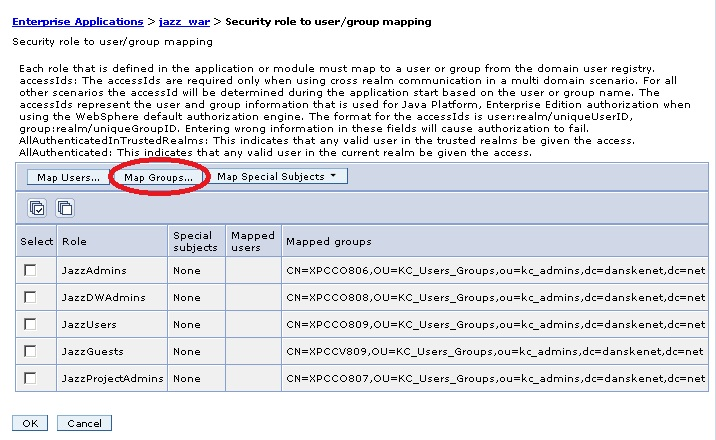 Enterprise Applications > jazz_war > Security role to user/group mapping
Security role to user/group mapping
Each role that is defined in the application or module must map to a user or group from the domain user registry.
accessIds: The accessIds are required only when using cross realm communication in a multi domain scenario. For all
other scenarios the accessId will be determined during the application start based on the user or group name. The
accessIds represent the user and group information that is used for Java Platform, Enterprise Edition authorization when
using the WebSphere default authorization engine. The format for the accessIds is user:realm/uniqueUserID,
group:realm/uniqueGroupID. Entering wrong information in these fields will cause authorization to fail.
AllAuthenticatedInTrustedRealms: This indicates that any valid user in the trusted realms be given the access.
AllAuthenticated: This indicates that any valid user in the current realm be given the access.
Map Users... Map Groups... Map Special Subjects
Select Role Special subjects Mapped users Mapped groups
JazzAdmins None CN=XPCCO806,OU=KC_Users_Groups,ou=kc_admins,dc=danskenet,dc=net
JazzDWAdmins None CN=XPCCO808,OU=KC_Users_Groups,ou=kc_admins,dc=danskenet,dc=net
JazzUsers None CN=XPCCO809,OU=KC_Users_Groups,ou=kc_admins,dc=danskenet,dc=net
JazzGuests None CN=XPCCV809,OU=KC_Users_Groups,ou=kc_admins,dc=danskenet,dc=net
JazzProjectAdmins None CN=XPCCO807,OU=KC_Users_Groups,ou=kc_admins,dc=danskenet,dc=net
OK Cancel